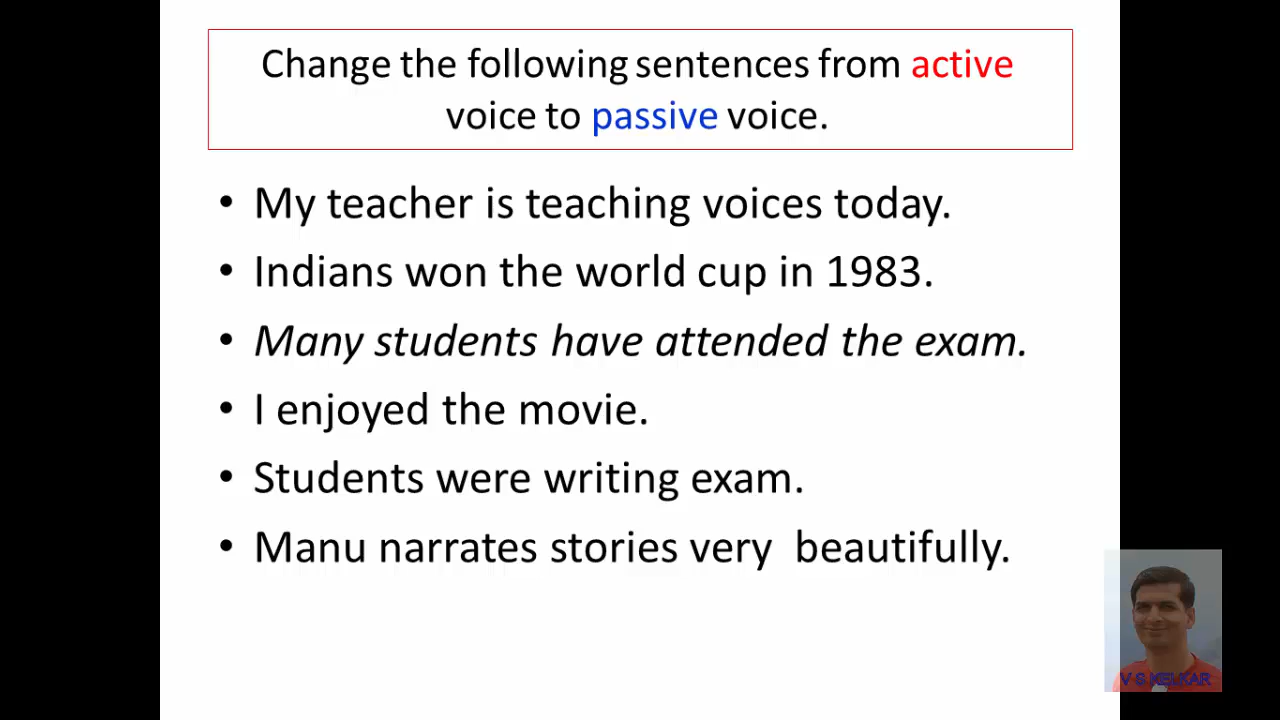 Change the following sentences from active
voice to passive voice.
• My teacher is teaching voices today.
• Indians won the world cup in 1983.
• Many students have attended the exam.
• I enjoyed the movie.
• Students were writing exam.
• Manu narrates stories very  beautifully.
V S KELKAR